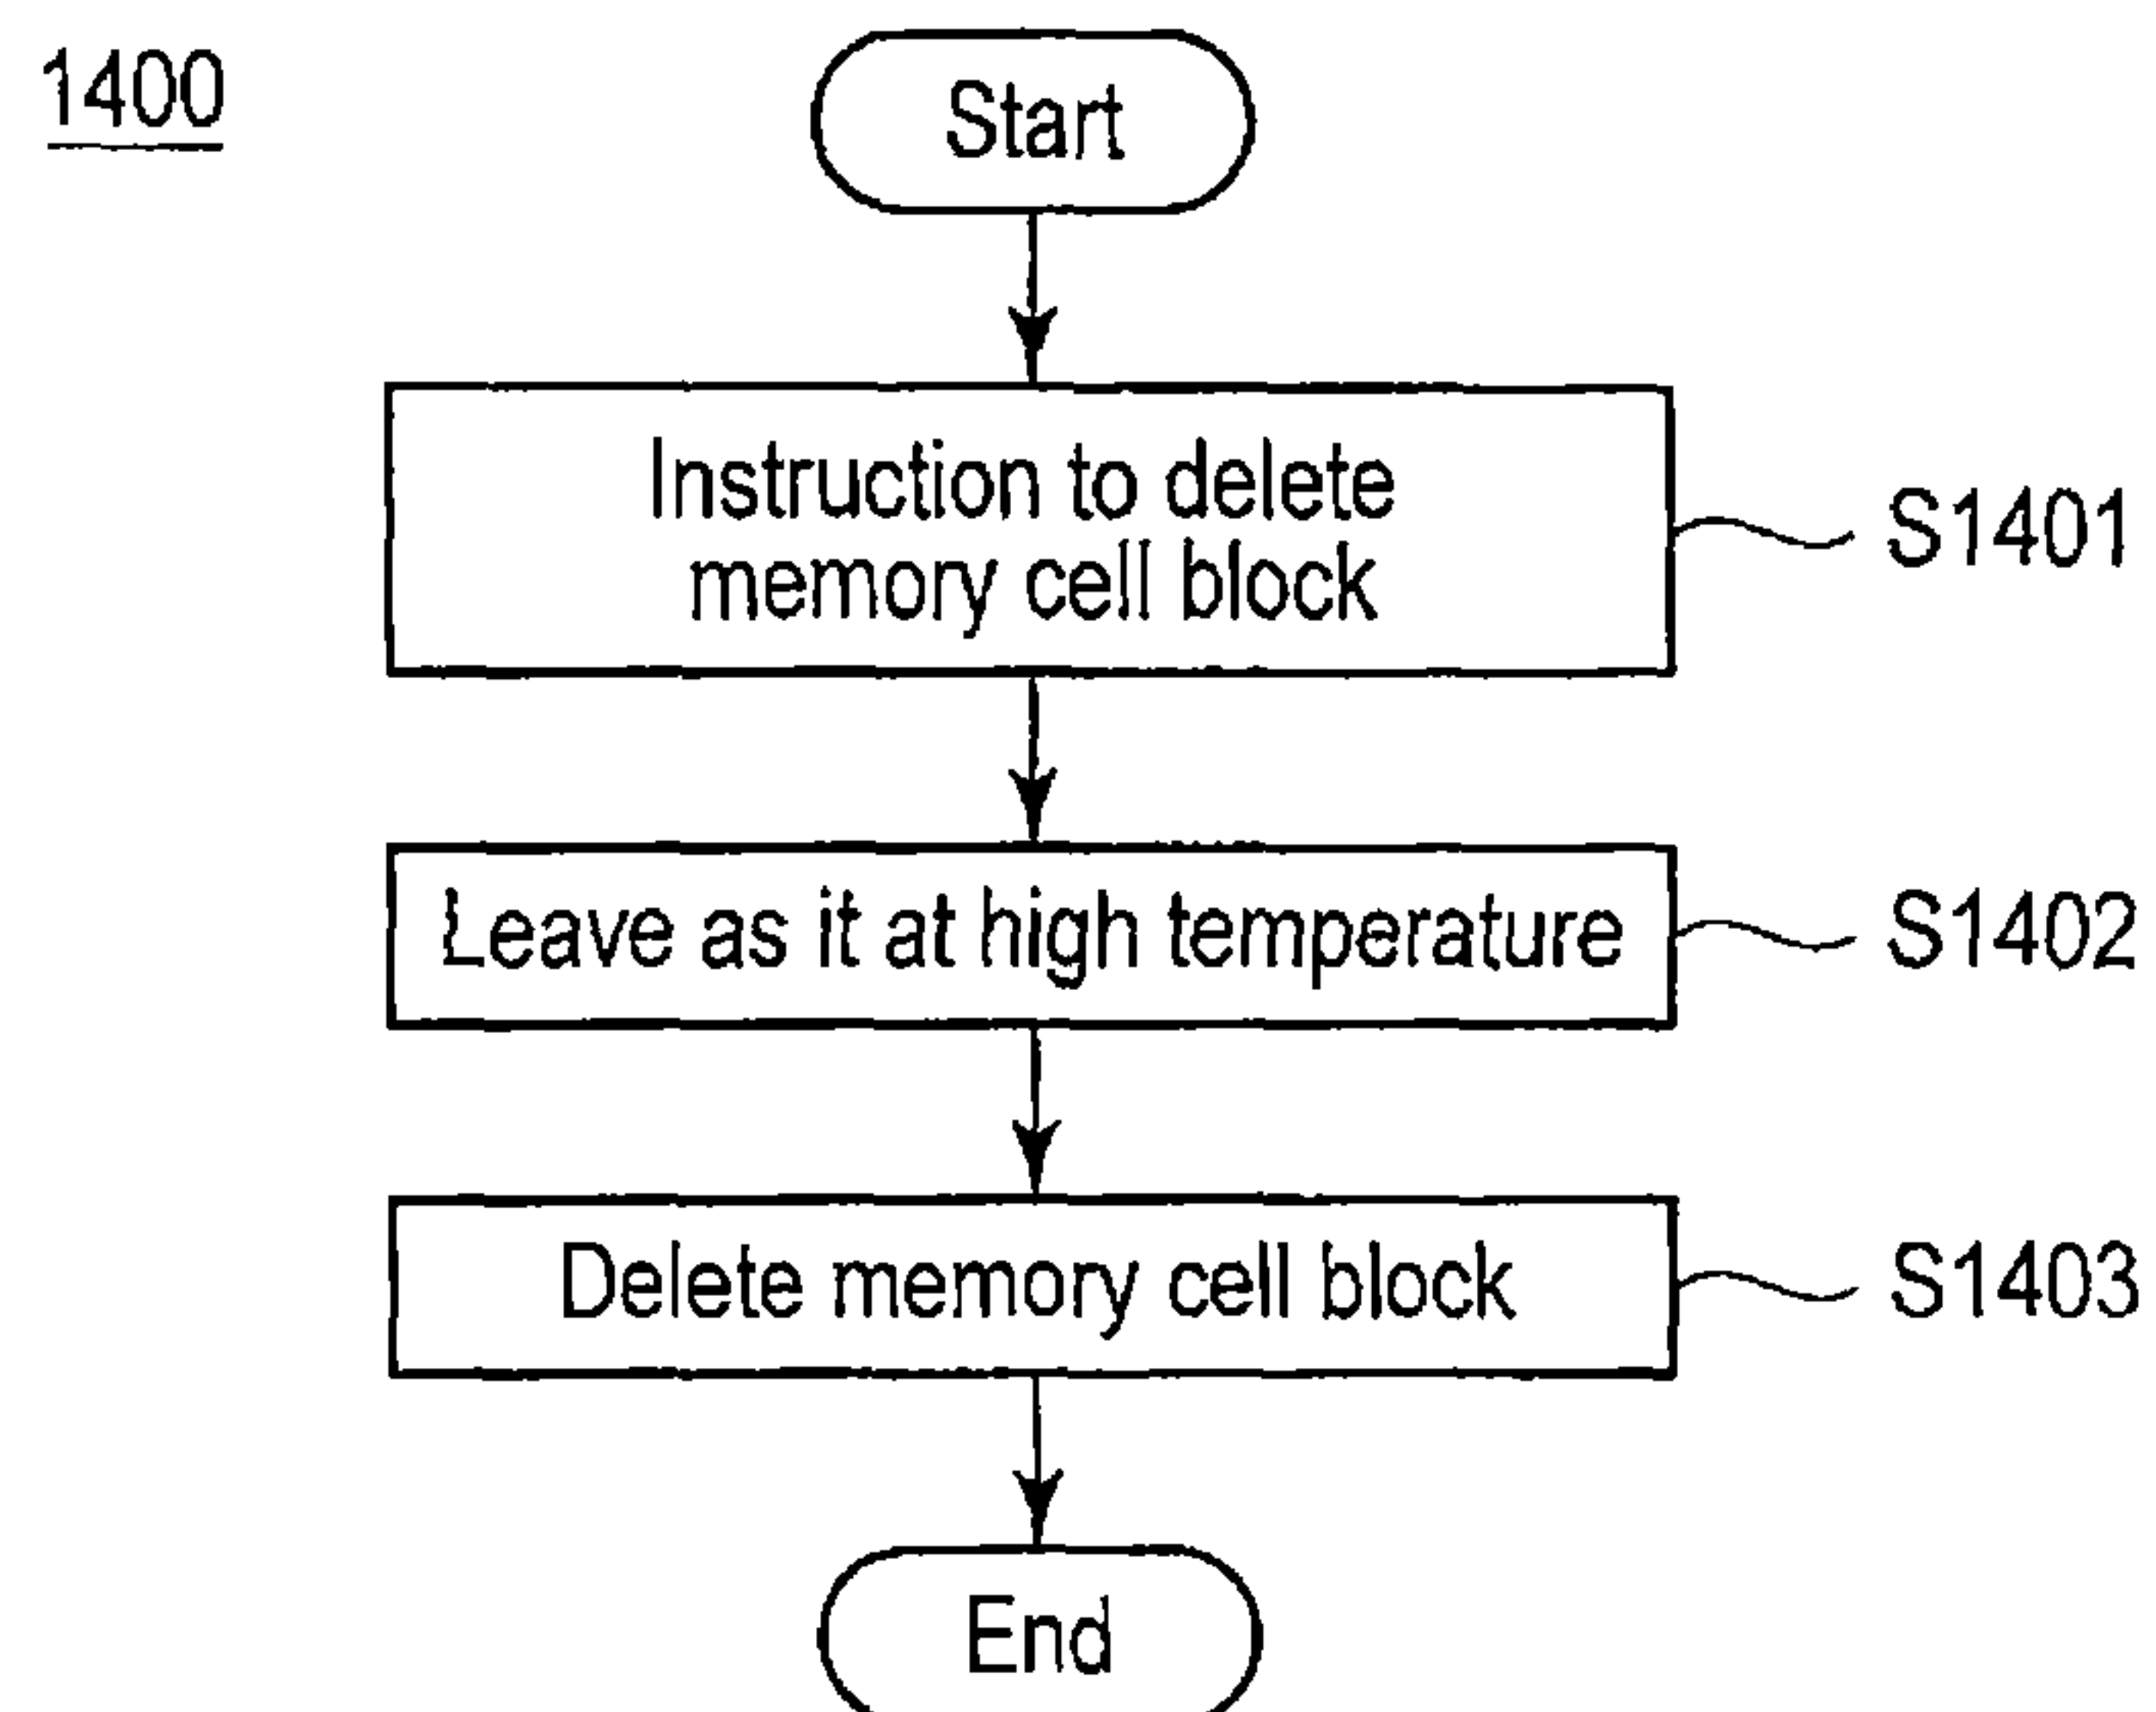 1400
Start
Instruction to delete
memory cell block
S1401
Leave as it at high temperature
S1402
Delete memory cell block
S1403
End